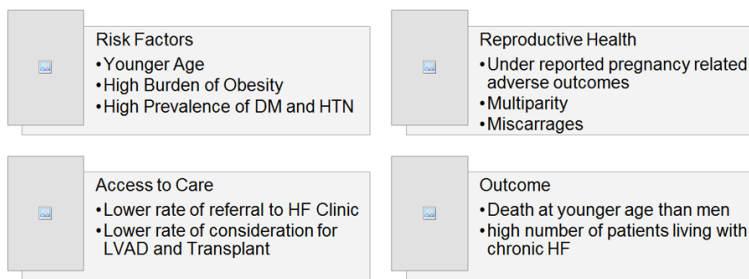 Risk Factors
•Younger Age
•High Burden of Obesity
•High Prevalence of DM and HTN
Reproductive Health
•Under reported pregnancy related
adverse outcomes
•Multiparity
•Miscarrages
Access to Care
•Lower rate of referral to HF Clinic
•Lower rate of consideration for
LVAD and Transplant
Outcome
•Death at younger age than men
•high number of patients living with
chronic HF